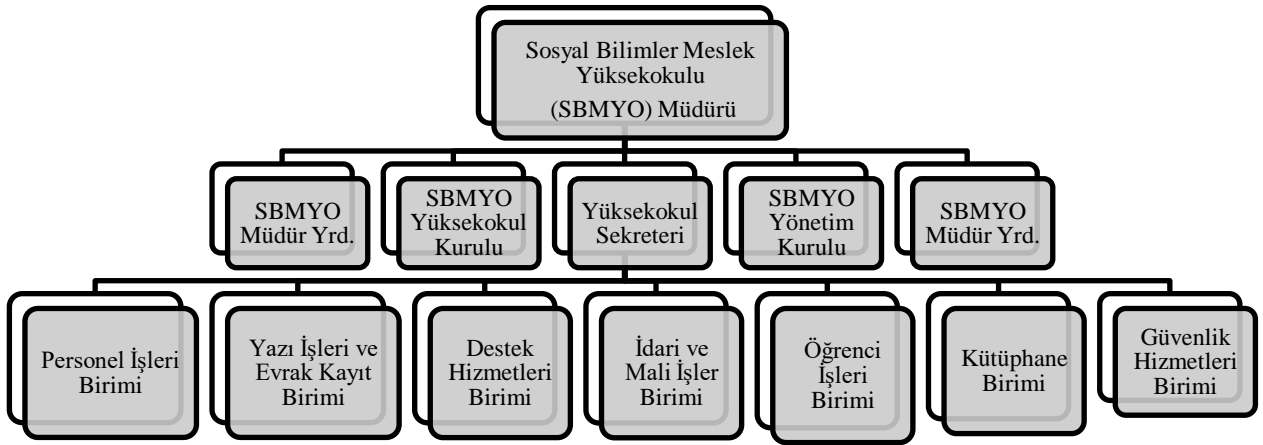 Sosyal Bilimler Meslek
Yüksekokulu
(SBMYO) Müdürü
SBMYO
Müdür Yrd.
SBMYO
Yüksekokul
Kurulu
Yüksekokul
Sekreteri
SBMYO
Yönetim
Kurulu
SBMYO
Müdür Yrd.
Personel İşleri
Birimi
Yazı İşleri ve
Evrak Kayıt
Birimi
Destek
Hizmetleri
Birimi
İdari ve
Mali İşler
Birimi
Öğrenci
İşleri
Birimi
Kütüphane
Birimi
Güvenlik
Hizmetleri
Birimi